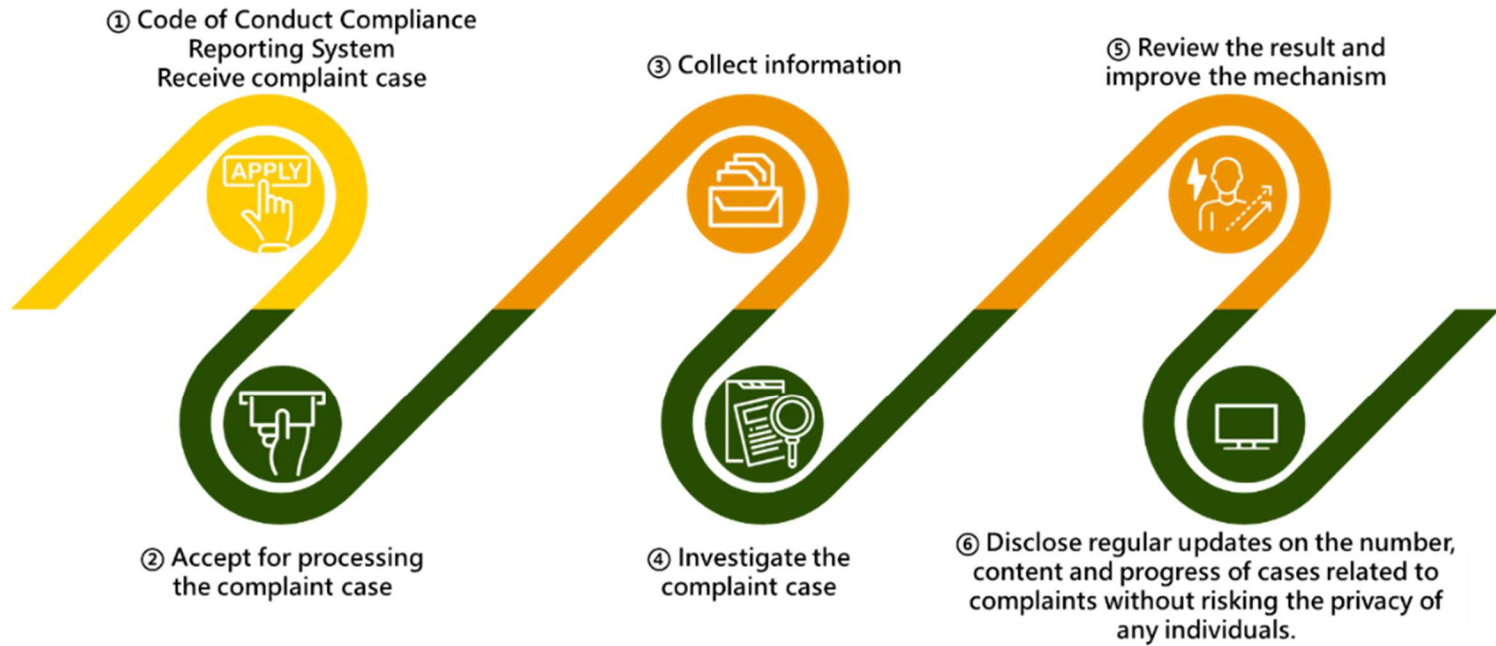 ① Code of Conduct Compliance
Reporting System
Receive complaint case
APPLY
② Accept for processing
the complaint case
③ Collect information
④ Investigate the
complaint case
⑤ Review the result and
improve the mechanism
⑥ Disclose regular updates on the number,
content and progress of cases related to
complaints without risking the privacy of
any individuals.